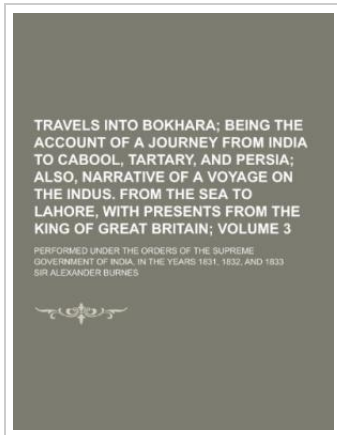 TRAVELS INTO BOKHARA; BEING THE
ACCOUNT OF A JOURNEY FROM INDIA
TO CABOOL, TARTARY, AND PERSIA;
ALSO, NARRATIVE OF A VOYAGE ON
THE INDUS. FROM THE SEA TO
LAHORE, WITH PRESENTS FROM THE
KING OF GREAT BRITAIN; VOLUME 3
PERFORMED UNDER THE ORDERS OF THE SUPREME
GOVERNMENT OF INDIA, IN THE YEARS 1831, 1832, AND 1833
SIR ALEXANDER BURNES